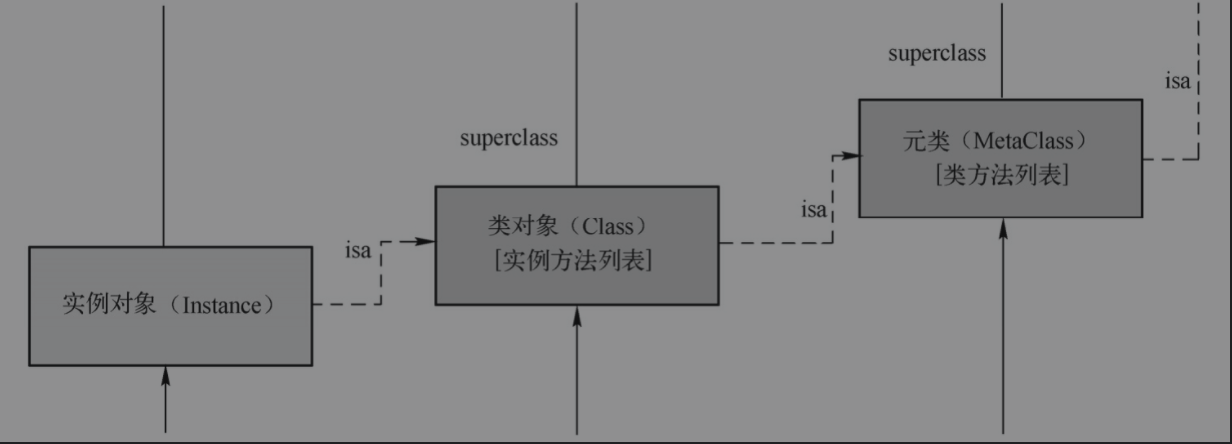 superclass
isa
superclass
元类（MetaClass）
[类方法列表]
isa
类对象（Class）
[实例方法列表]
isa
实例对象（Instance）